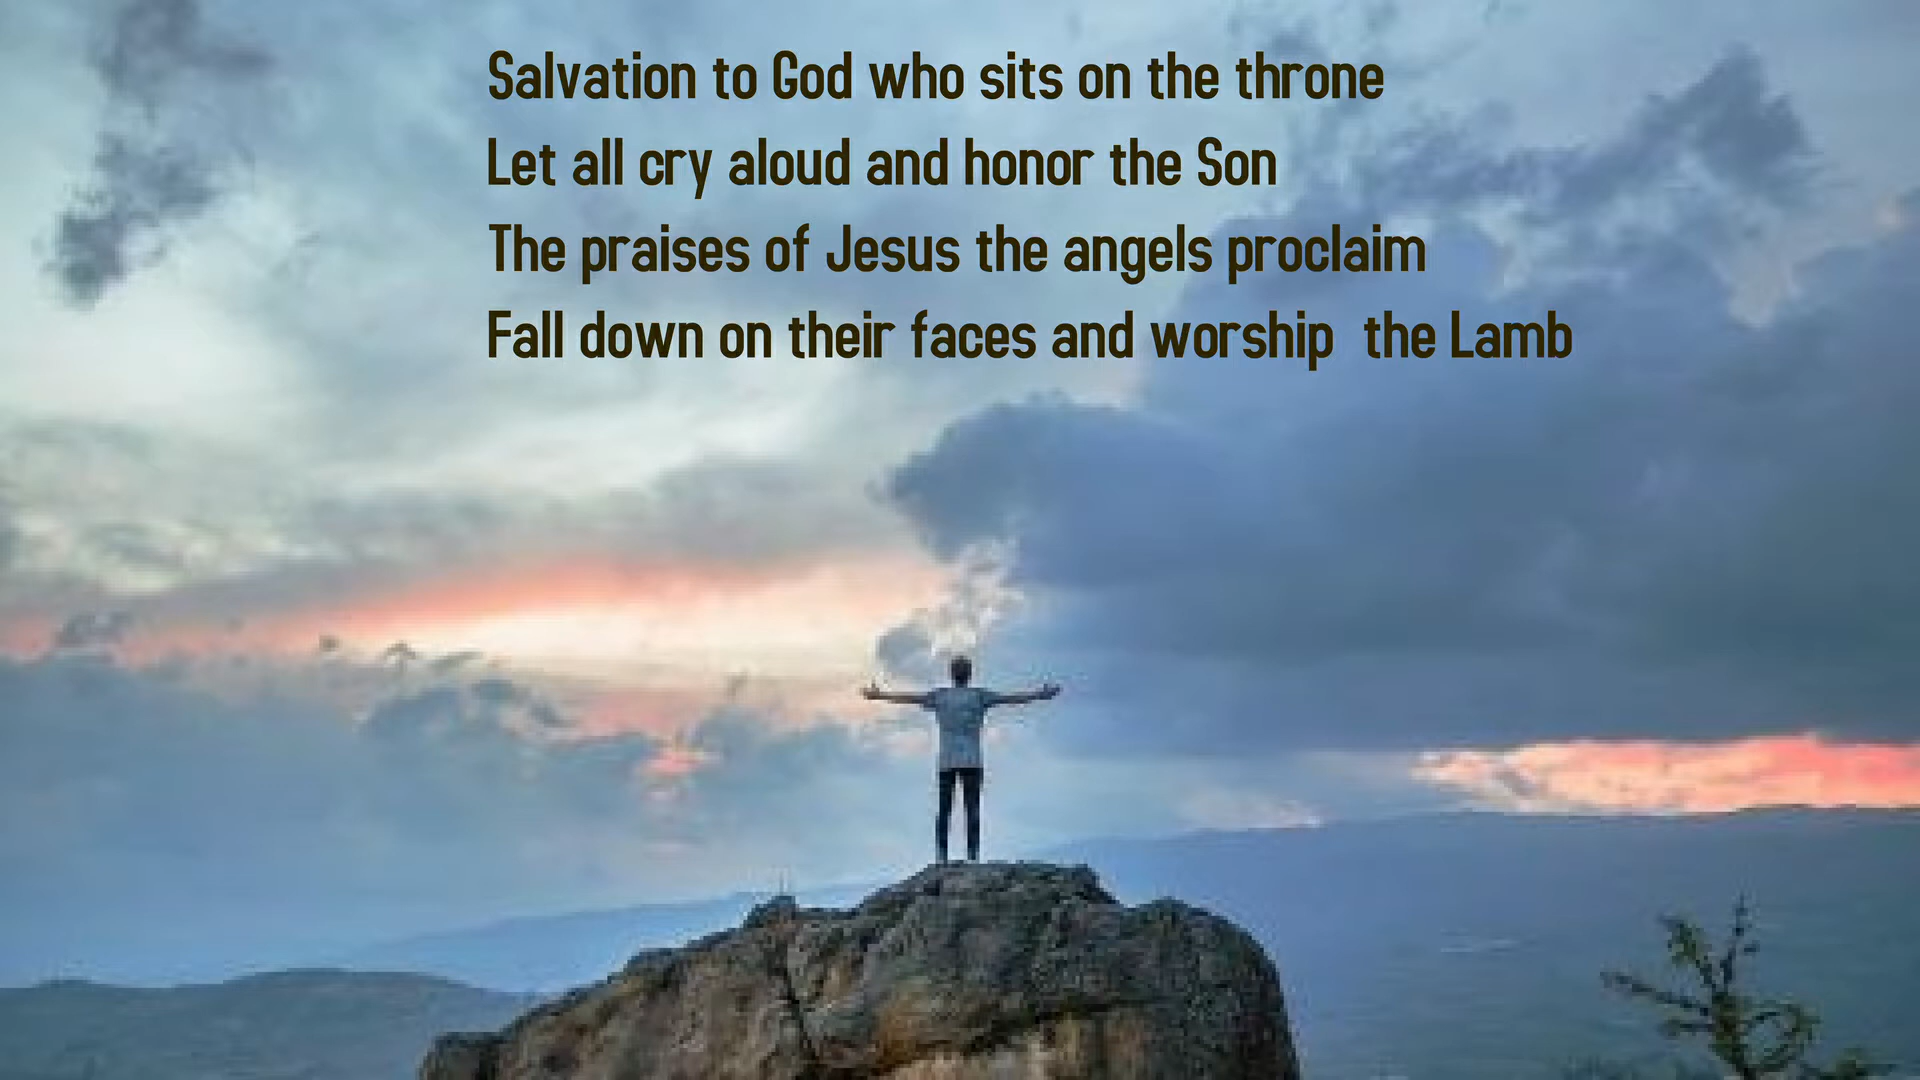 Salvation to God who sits on the throne
Let all cry aloud and honor the Son
The praises of Jesus the angels proclaim
Fall down on their faces and worship  the Lamb